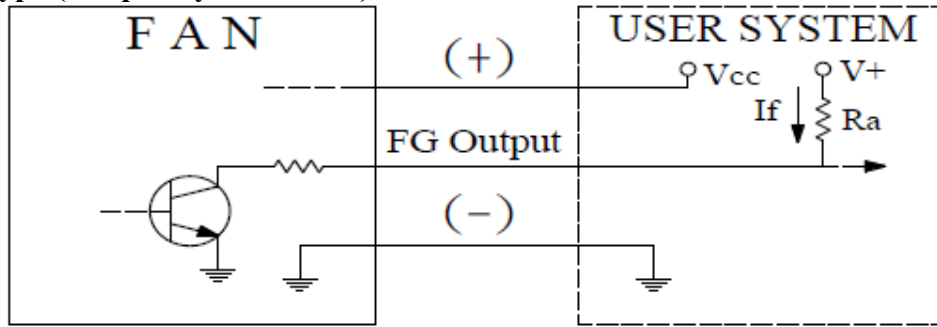 F A N
USER SYSTEM
(+)
Vcc
V+
If
Ra
FG Output
(-)